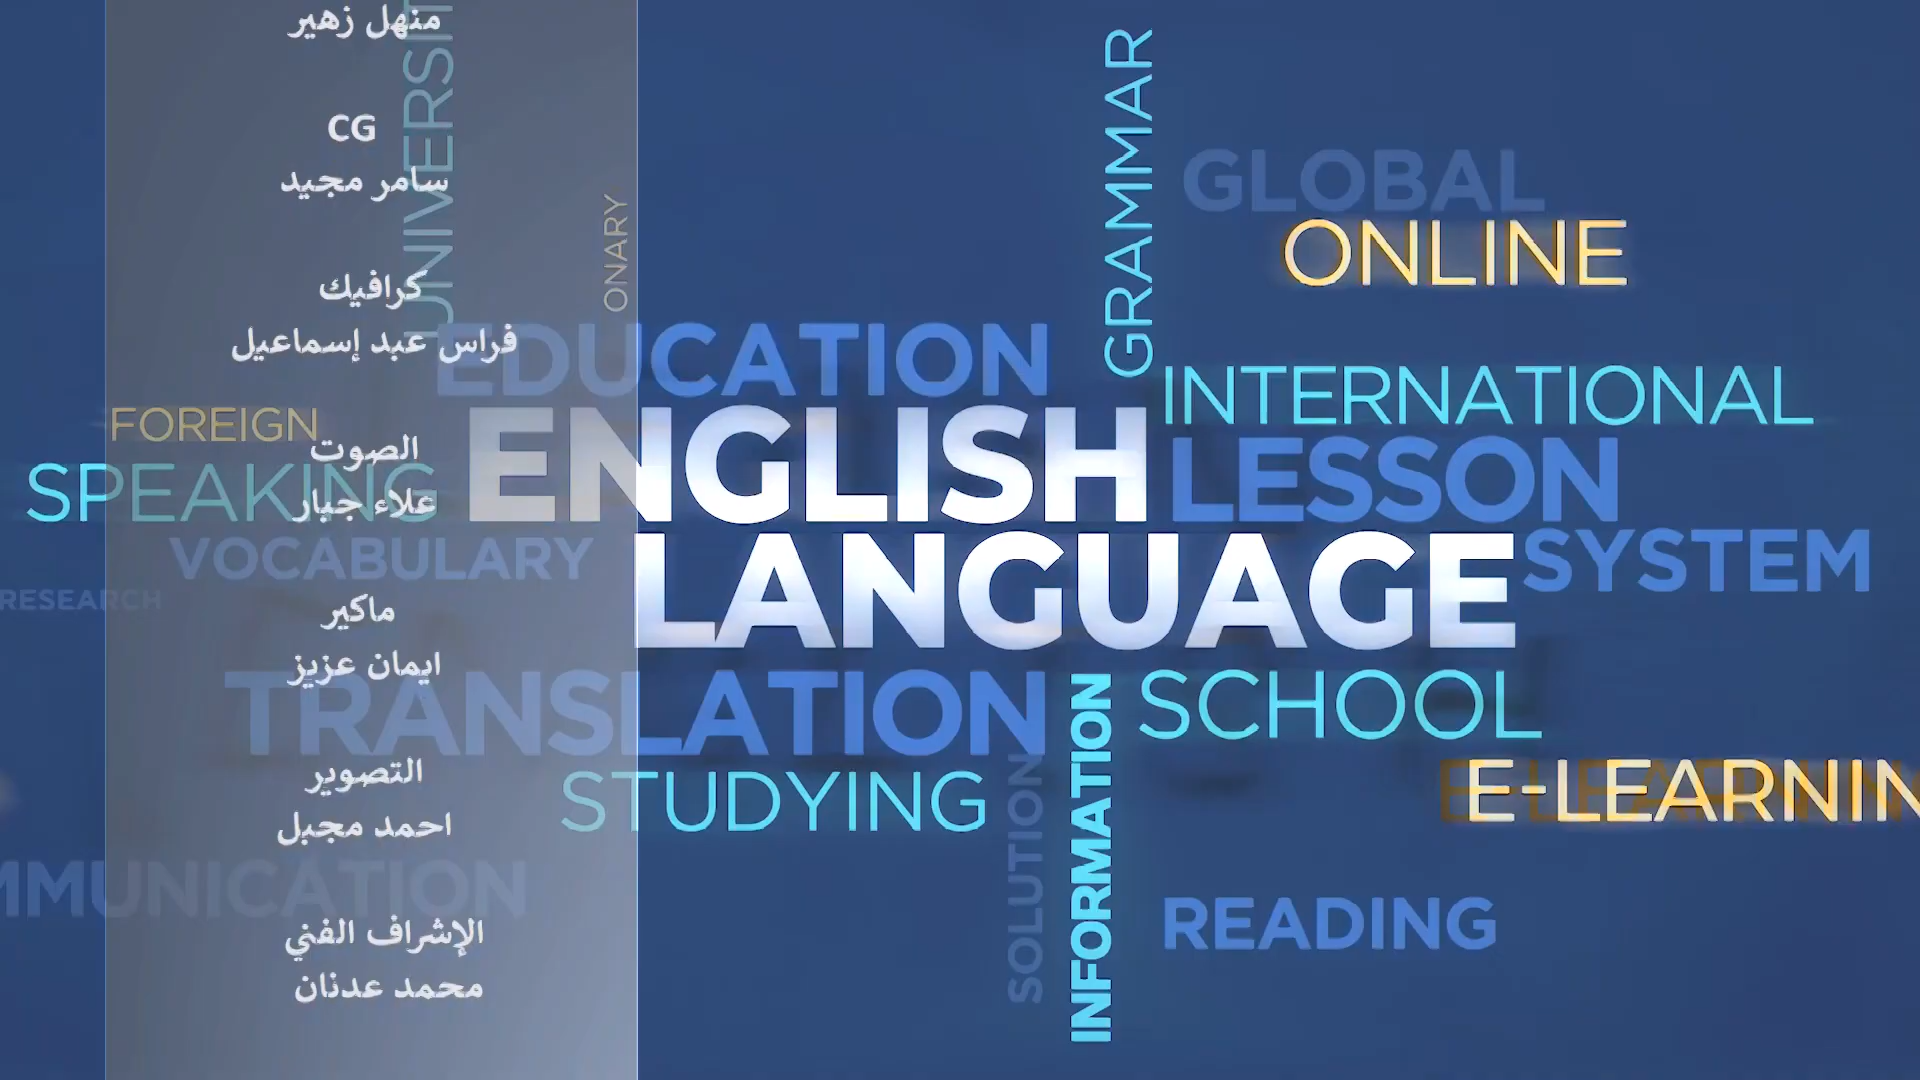 منهل زهير
CG
سامر مجيد
كرافيك
فراس عبد إسماعيل
الصوت
علاء جبار
ماكير
ايمان عزيز
التصوير
احمد مجبل
الإشراف الفني
محمد عدنان
UNIVERSIT
ONARY
GRAMMAR
GLOBAL
ONLINE
EDUCATION
INTERNATIONAL
FOREIGN
SPEAKING
ENGLISH
LESSON
VOCABULARY
LANGUAGE
SYSTEM
RESEARCH
TRANSLATION
SCHOOL
STUDYING
SOLUTION
INFORMATION
E-LEARNIN
MMUNICATION
READING